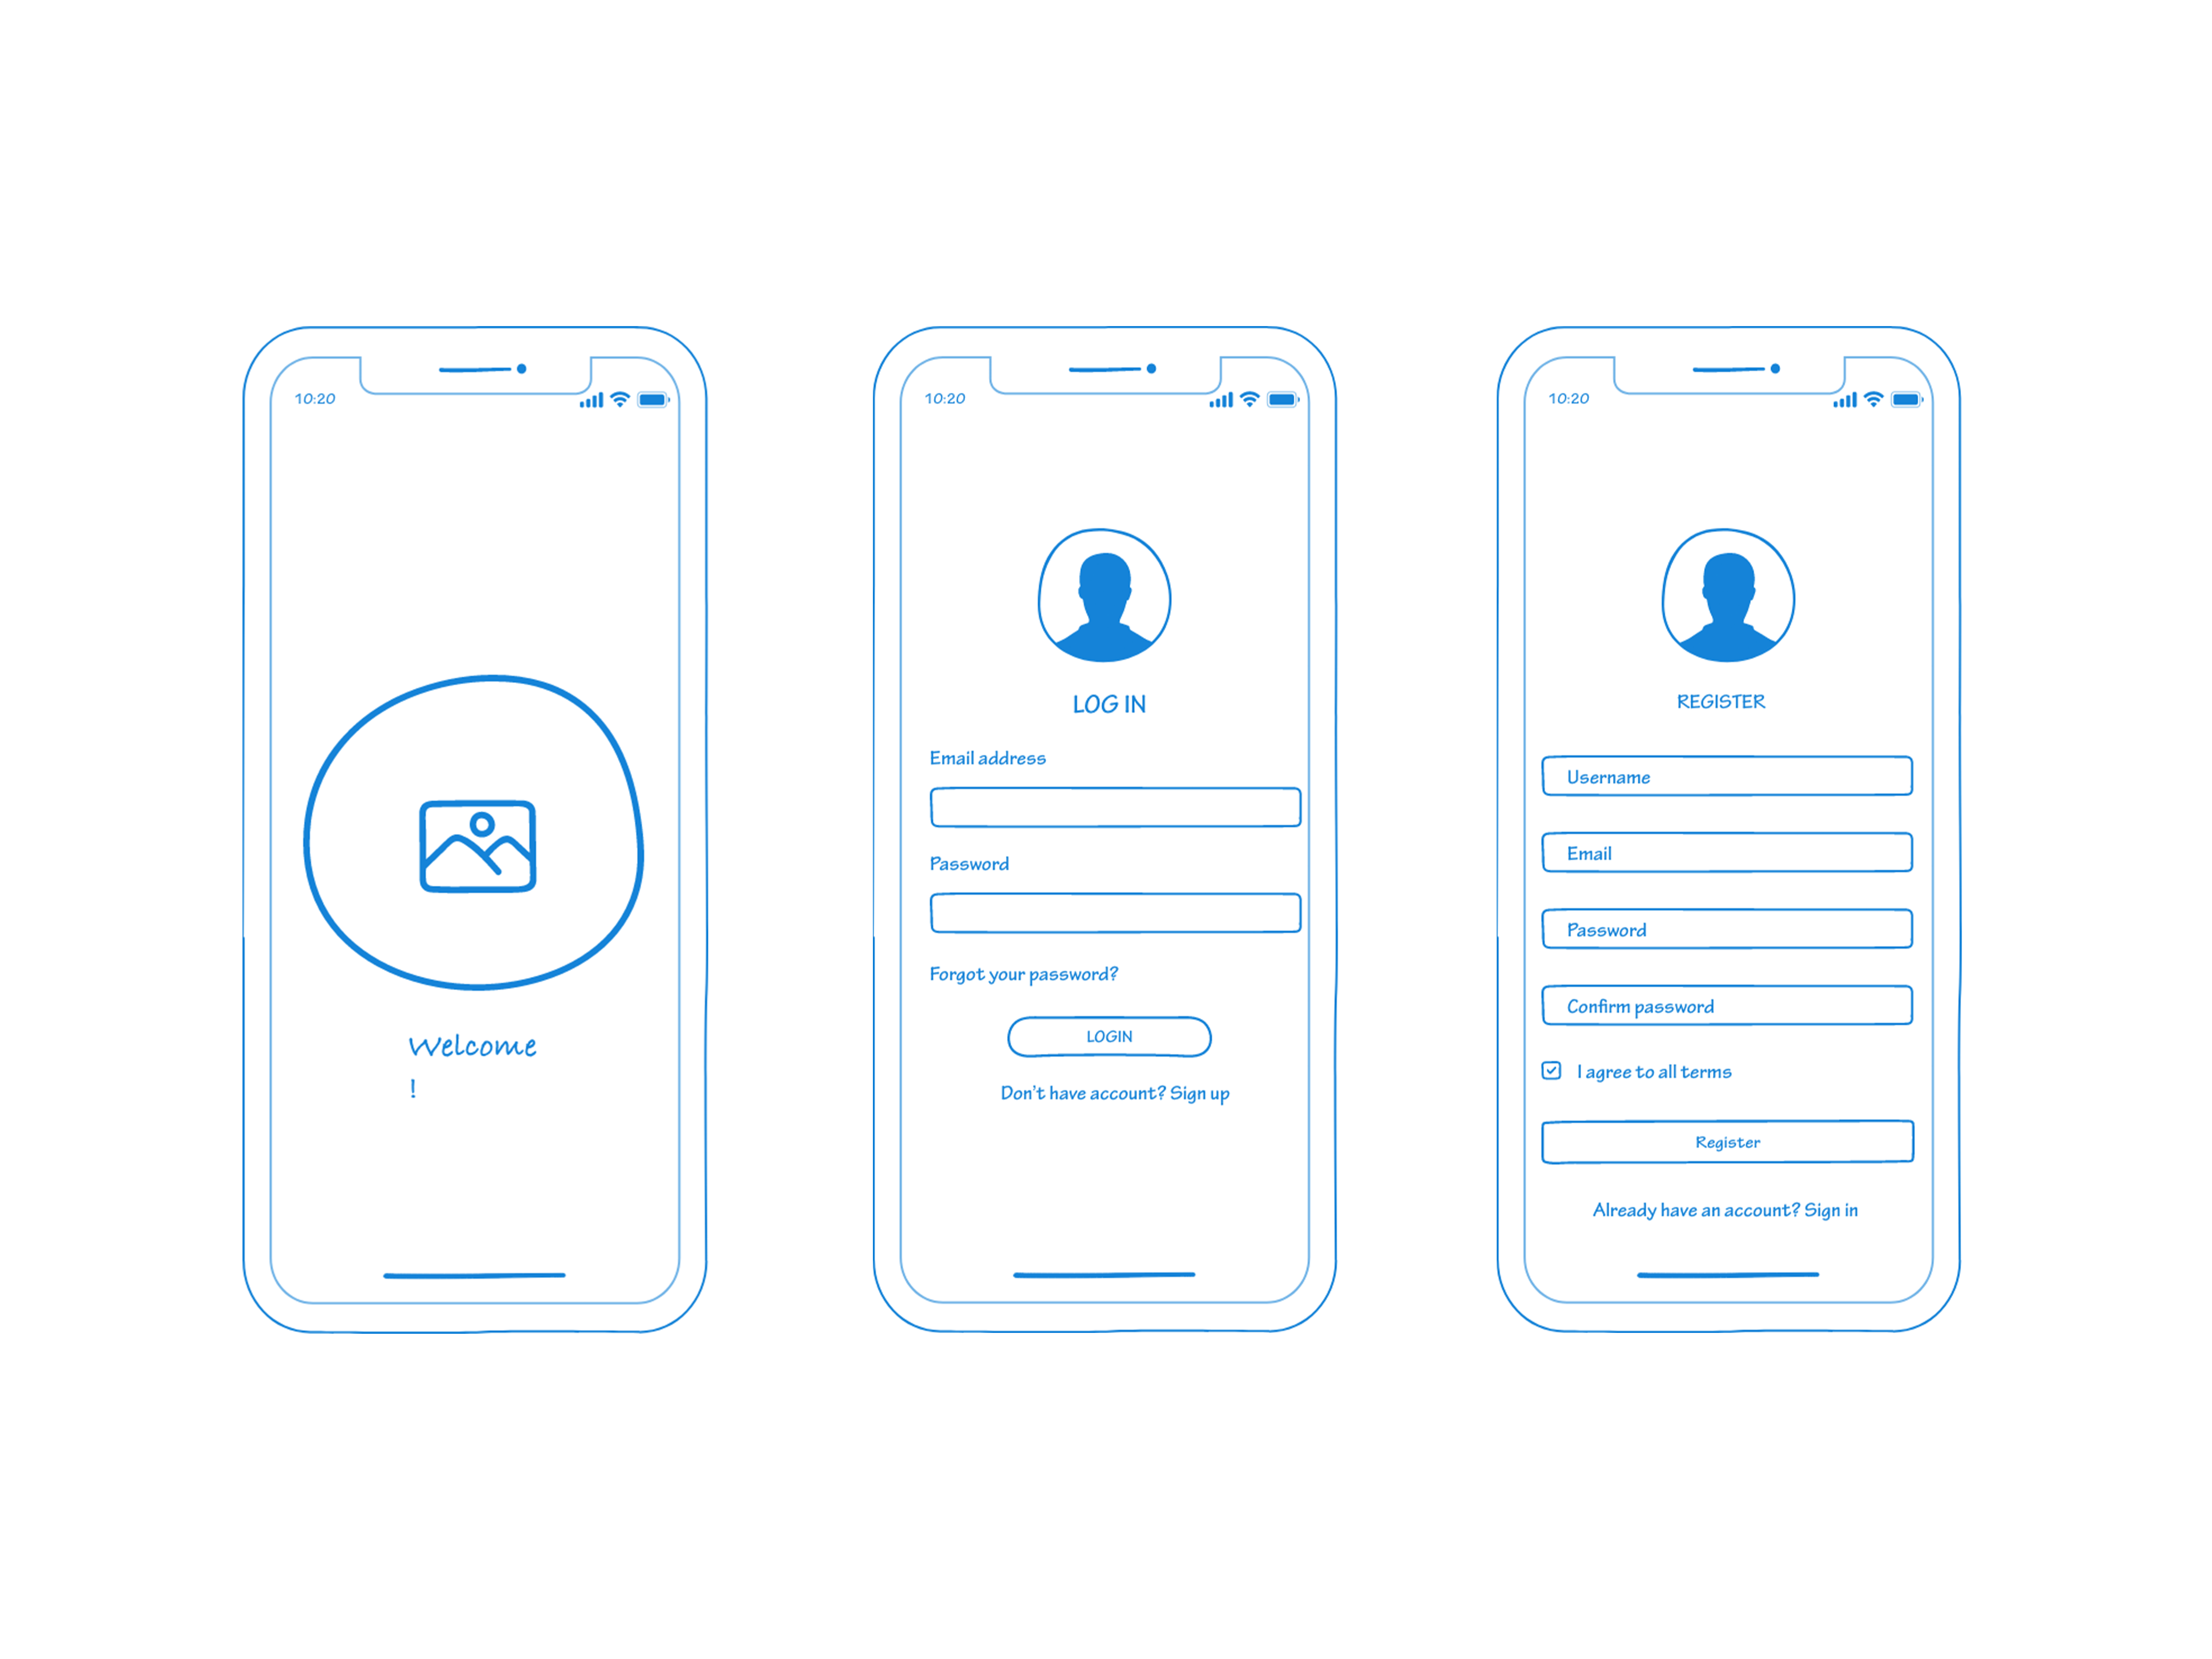 10:20
Welcome
!
10:20
LOG IN
Email address
Password
Forgot your password?
LOGIN
Don't have account? Sign up
10:20
REGISTER
Username
Email
Password
Confirm password
I agree to all terms
Register
Already have an account? Sign in